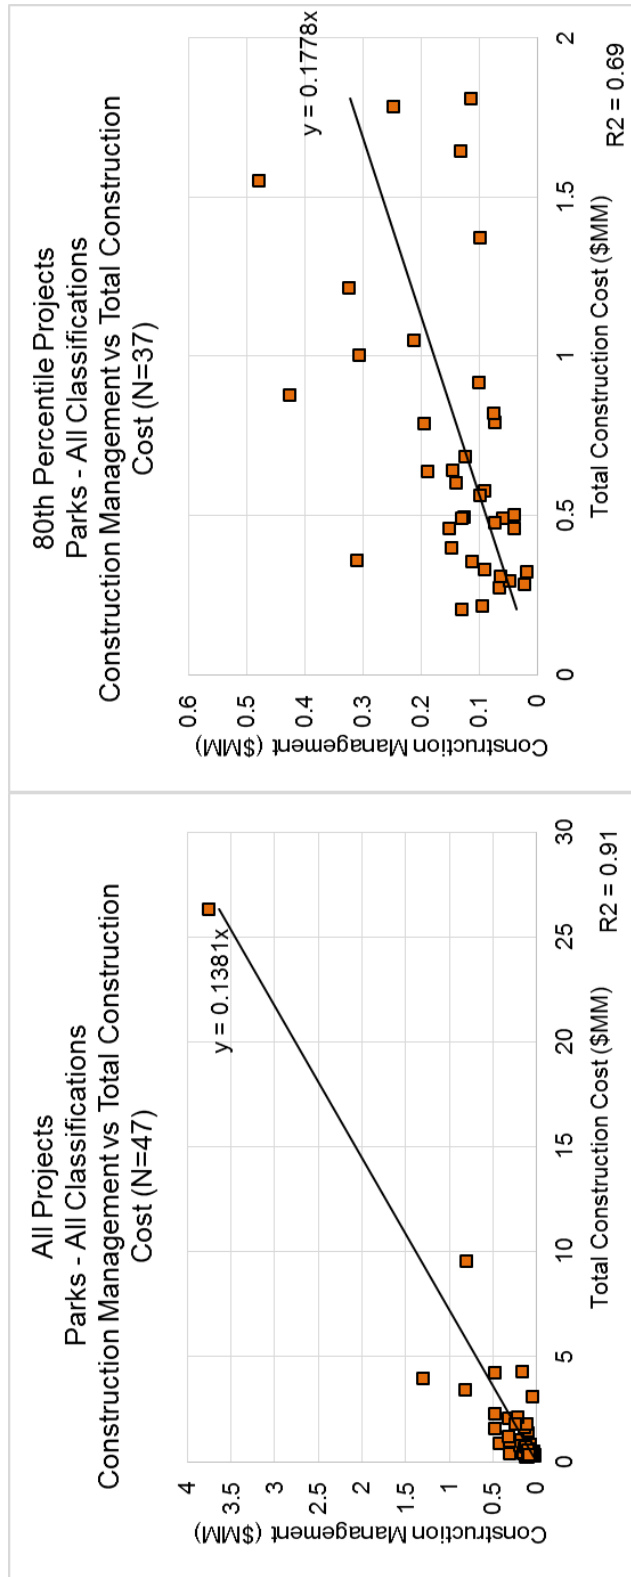 All Projects
Parks - All Classifications
Construction Management vs Total Construction
Cost (N=47)
Construction Management ($MM)
4
3.5
3
2.5
2
1.5
1
0.5
0
y = 0.1381x
0
5
10
15
20
25
30
Total Construction Cost ($MM)
R2 = 0.91
80th Percentile Projects
Parks - All Classifications
Construction Management vs Total Construction
Cost (N=37)
Construction Management ($MM)
0.6
0.5
0.4
0.3
0.2
0.1
0
y = 0.1778x
0
0.5
1
1.5
2
Total Construction Cost ($MM)
R2 = 0.69